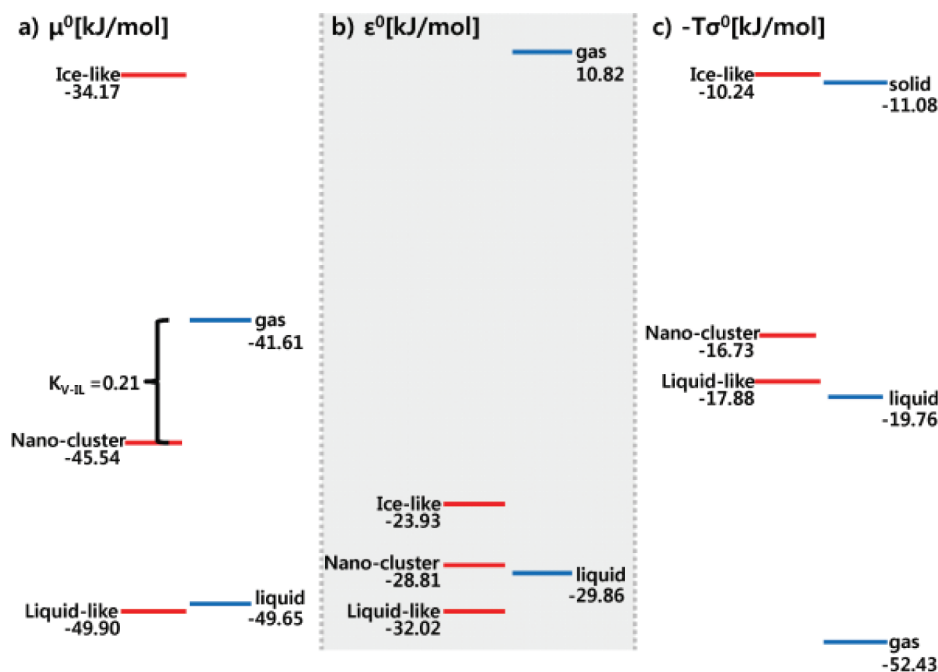 a) μ⁰[kJ/mol]
Ice-like
-34.17
gas
-41.61
K_V-IL = 0.21
Nano-cluster
-45.54
Liquid-like
-49.90
liquid
-49.65
b) ε⁰[kJ/mol]
gas
10.82
Ice-like
-23.93
Nano-cluster
-28.81
liquid
-29.86
Liquid-like
-32.02
c) -Tσ⁰[kJ/mol]
Ice-like
-10.24
solid
-11.08
Nano-cluster
-16.73
Liquid-like
-17.88
liquid
-19.76
gas
-52.43